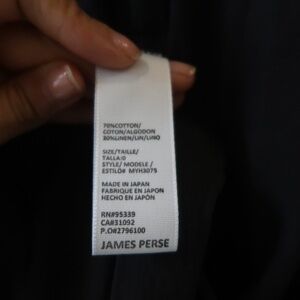 70%COTTON/
COTON/ALGODON
30%LINEN/LIN/LINO
SIZE/TAILLE/
TALLA:0
STYLE/ MODELE /
ESTILO# MYH3075
MADE IN JAPAN
FABRIQUE EN JAPON
HECHO EN JAPÓN
RN#95339
CA#31092
P.O#2796100
JAMES PERSE